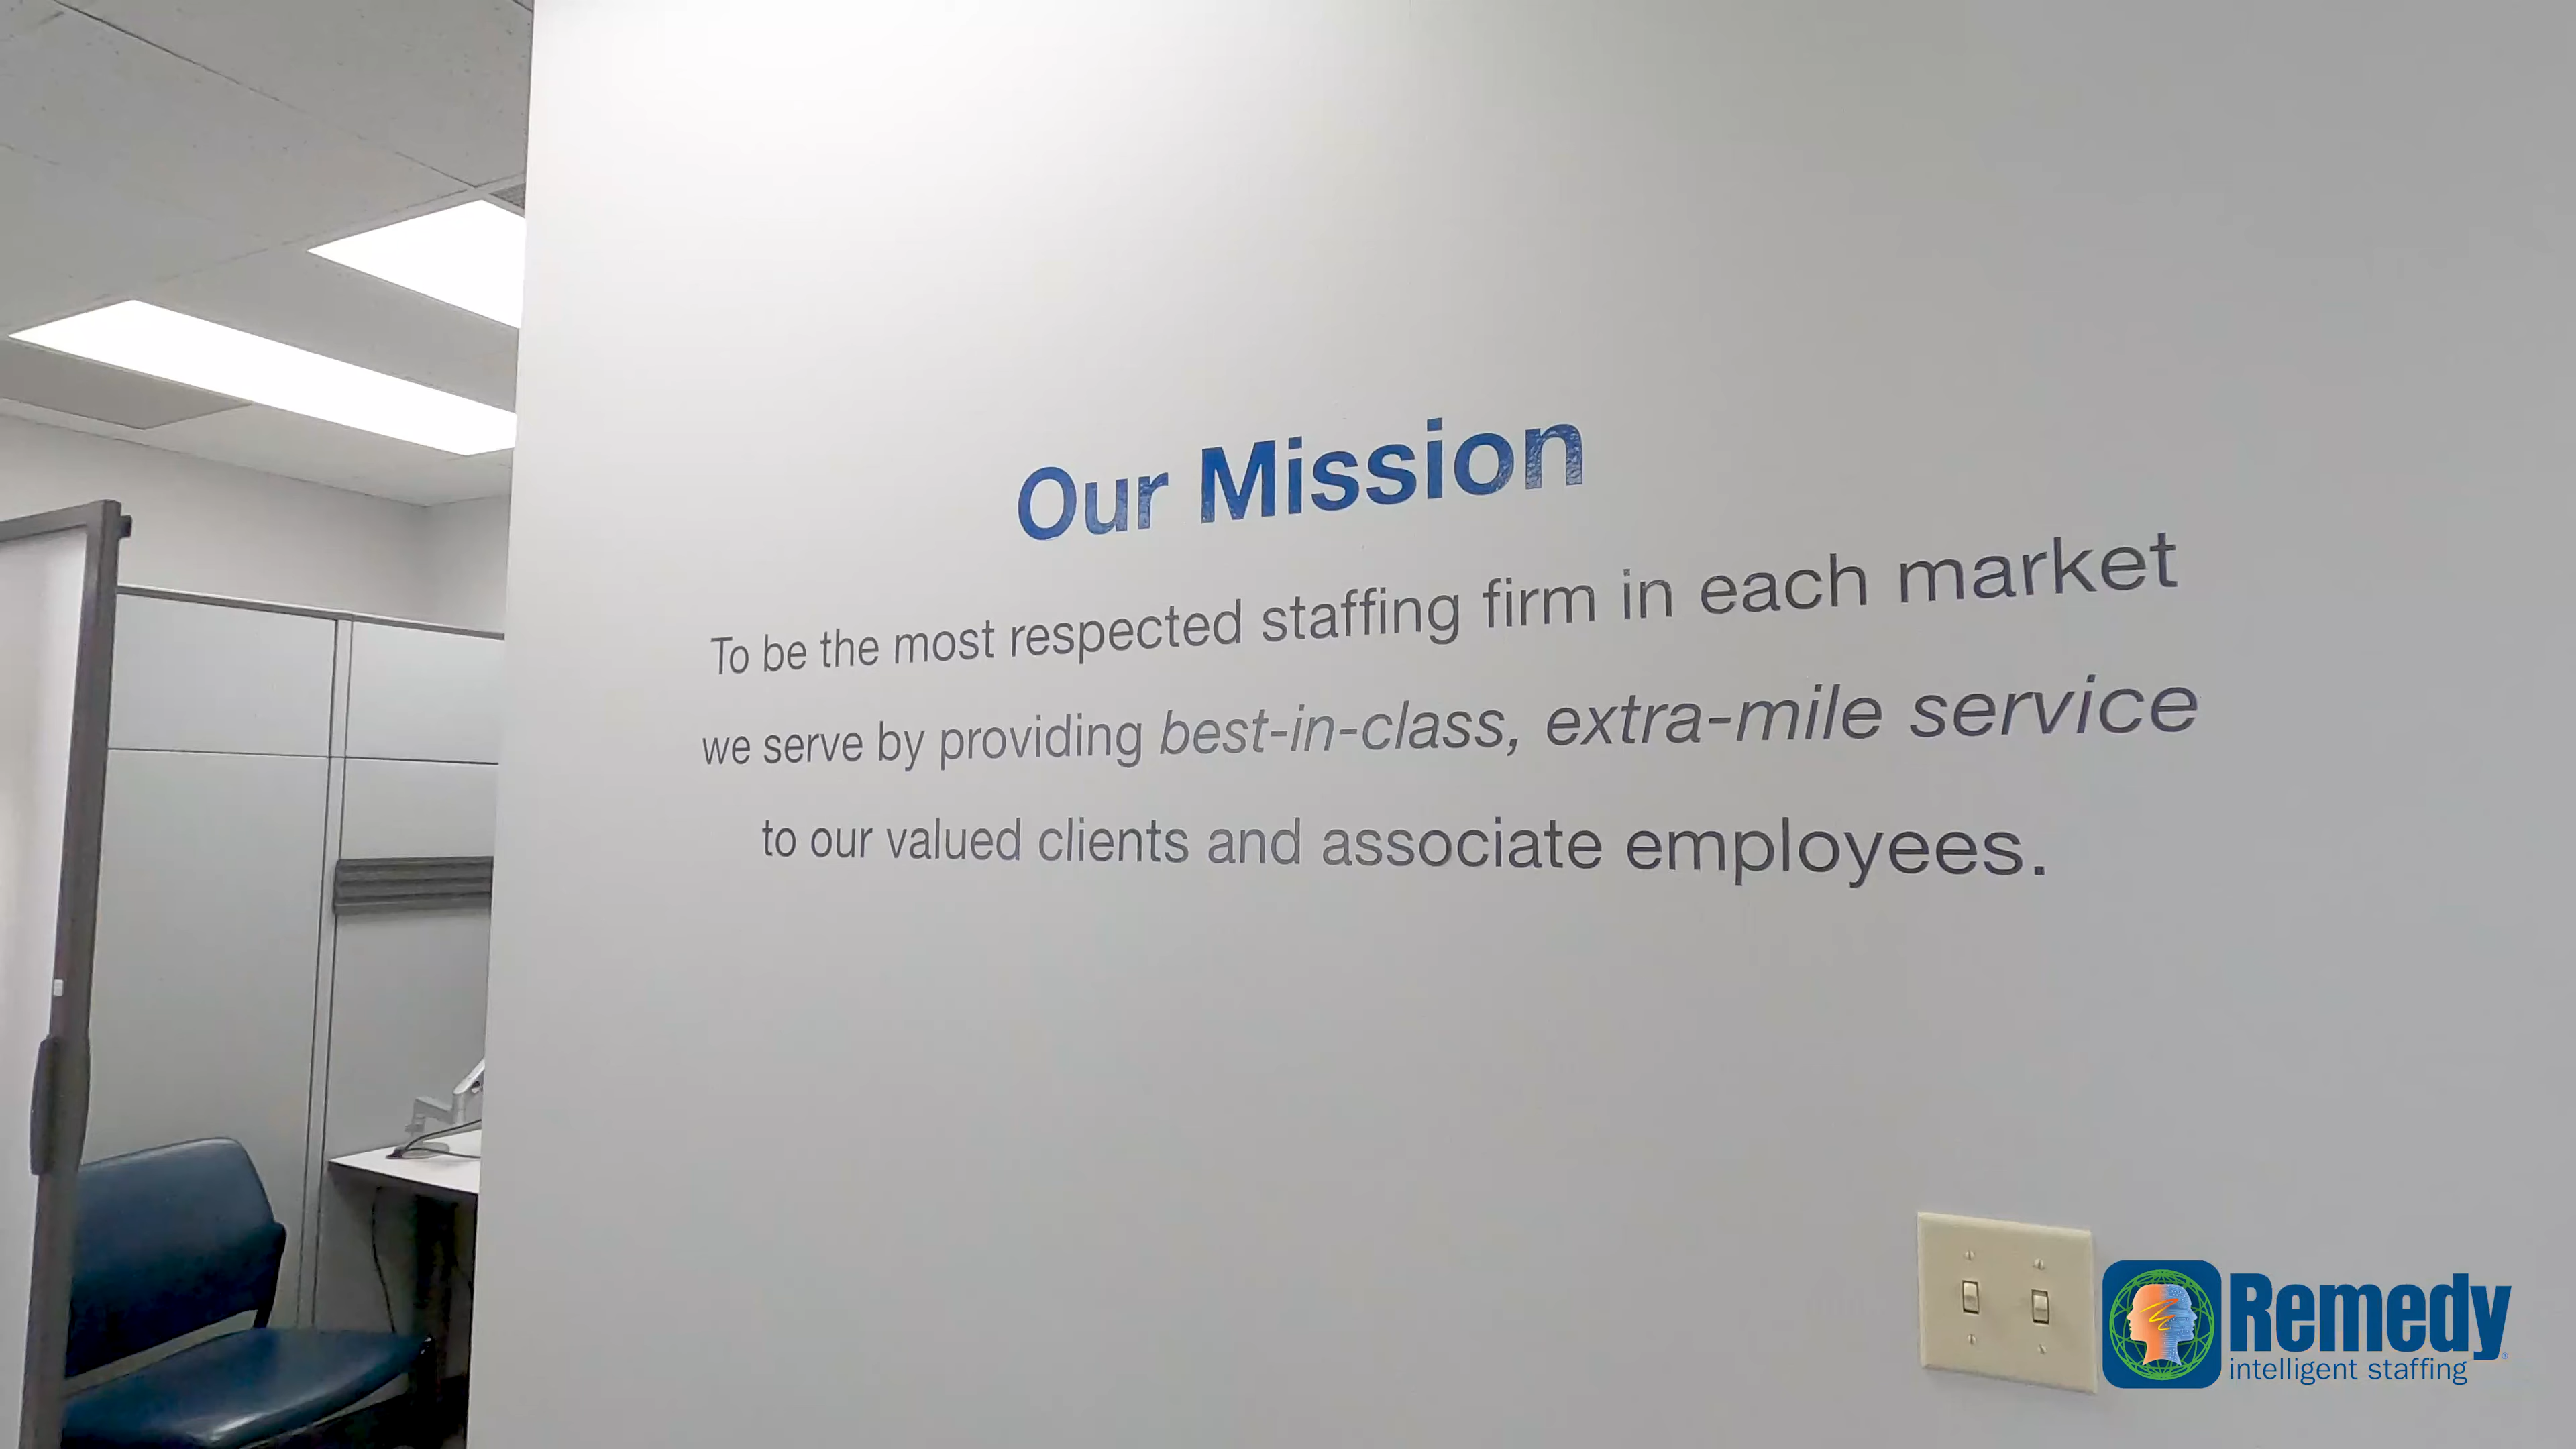 Our Mission
To be the most respected staffing firm in each market
we serve by providing best-in-class, extra-mile service
to our valued clients and associate employees.
Remedy
intelligent staffing